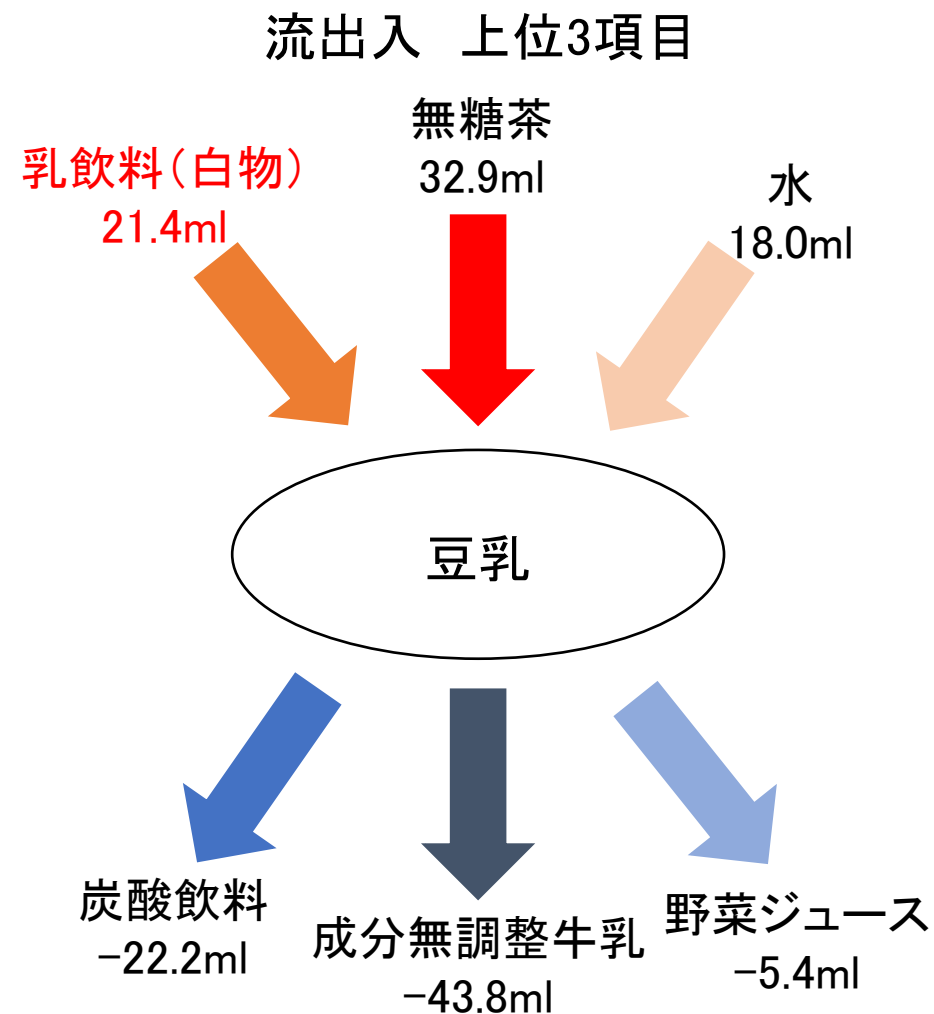 流出入　上位3項目
無糖茶
32.9ml
乳飲料(白物)
21.4ml
水
18.0ml
豆乳
炭酸飲料
-22.2ml
成分無調整牛乳
-43.8ml
野菜ジュース
-5.4ml